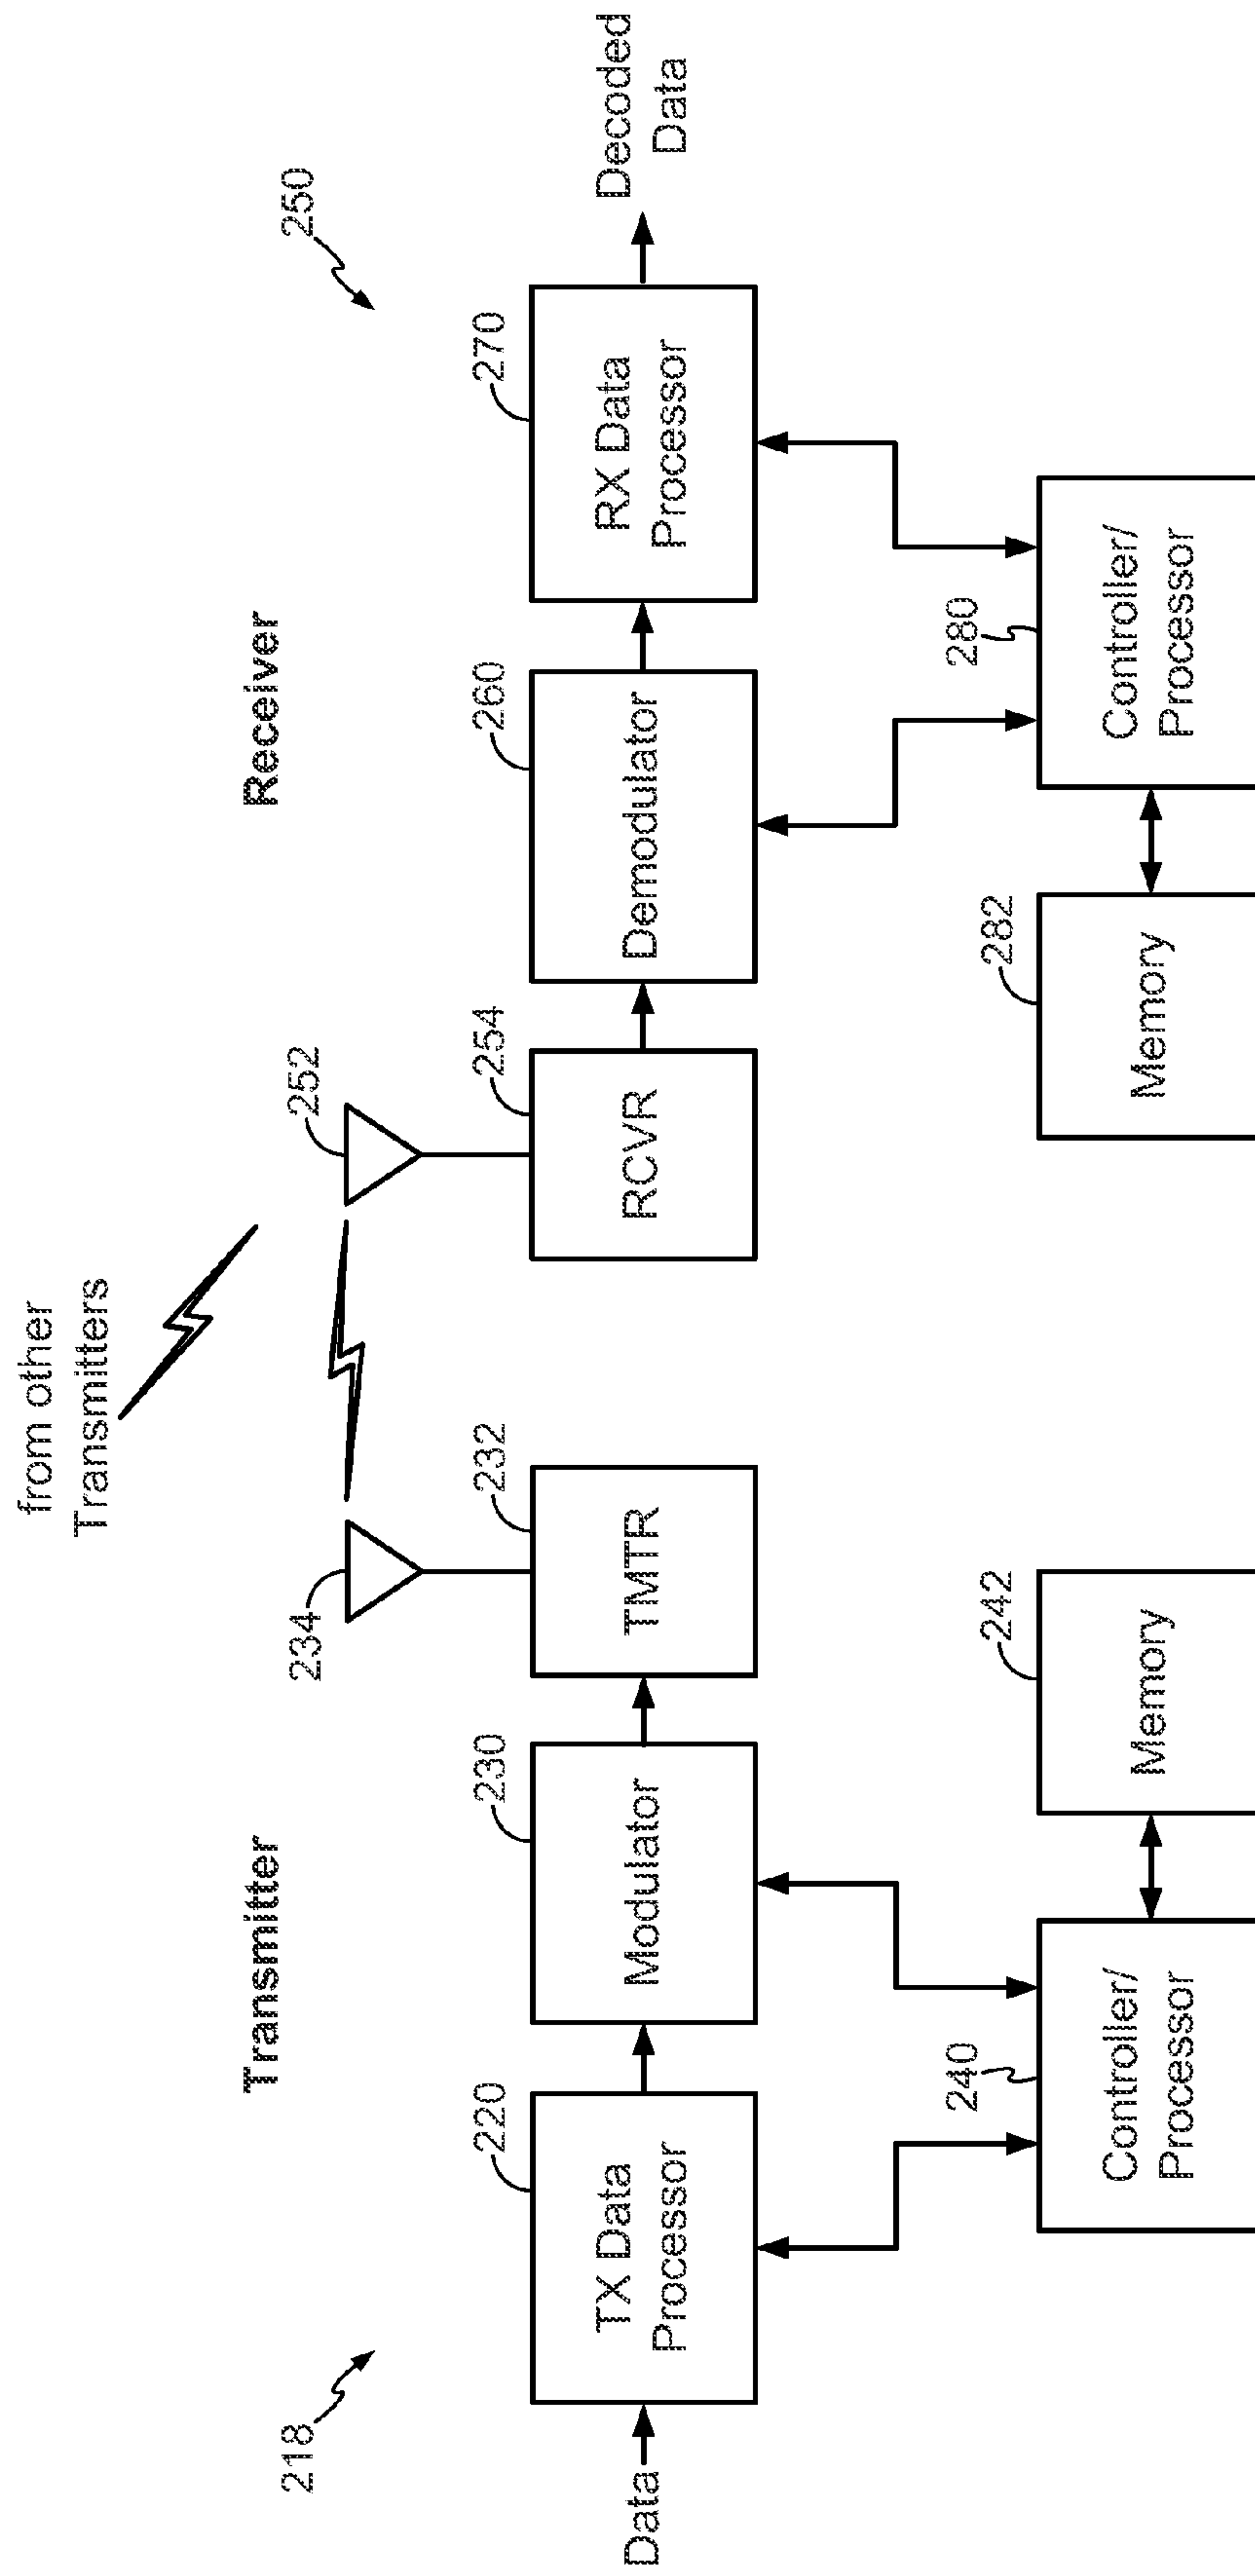 from other
Transmitters
Transmitter
Receiver
218
250
234
252
220
230
232
254
260
270
Data
TX Data
Processor
Modulator
TMTR
RCVR
Demodulator
RX Data
Processor
Decoded
Data
240
242
282
280
Controller/
Processor
Memory
Memory
Controller/
Processor